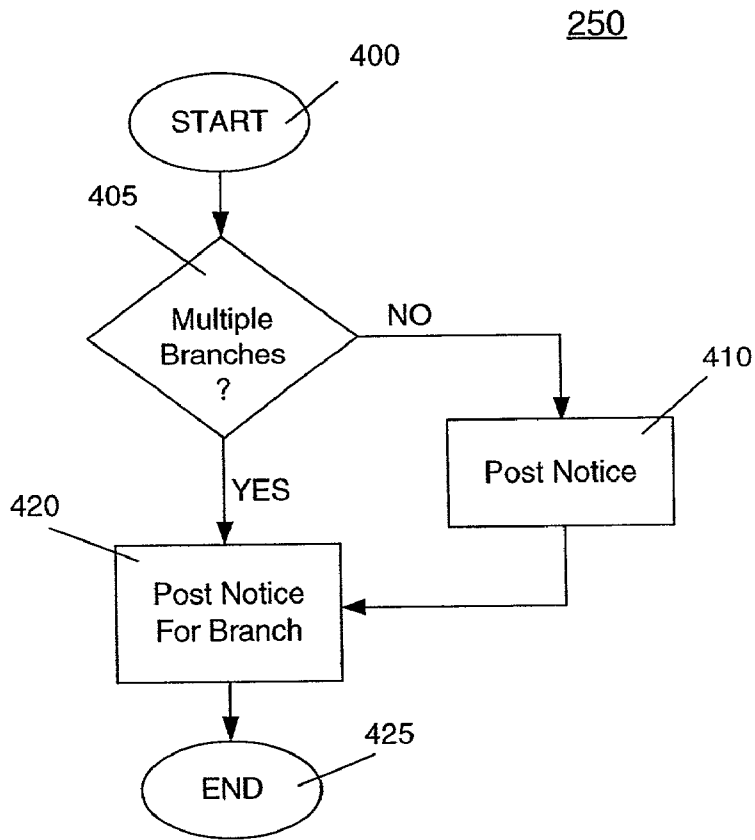 250
400
START
405
Multiple
Branches
?
NO
410
Post Notice
YES
420
Post Notice
For Branch
425
END